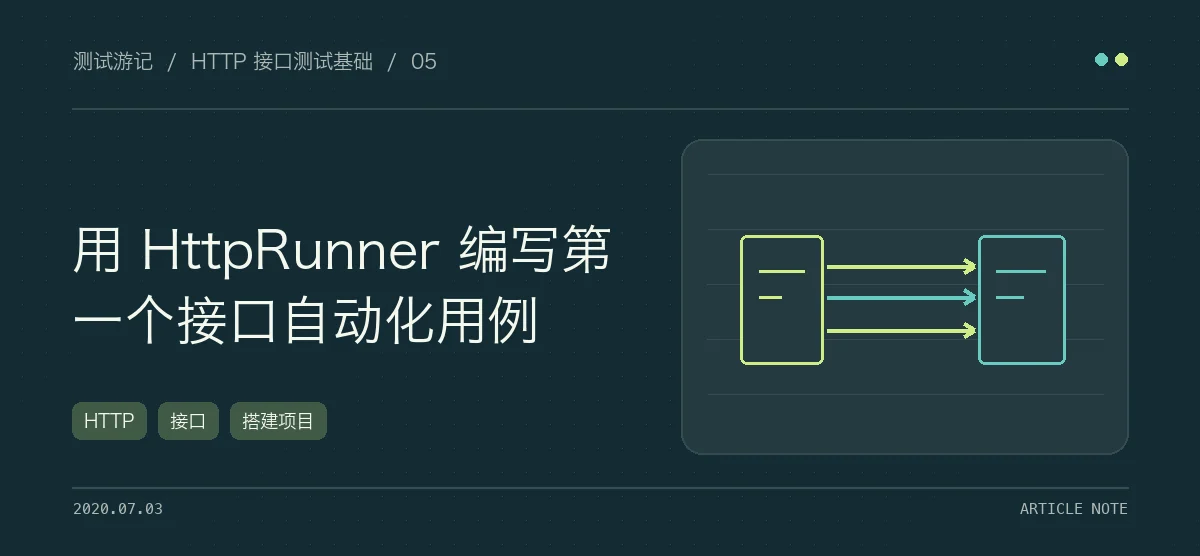 测试游记 / HTTP 接口测试基础 / 05
用 HttpRunner 编写第
一个接口自动化用例
HTTP 接口 搭建项目
2020.07.03 ARTICLE NOTE